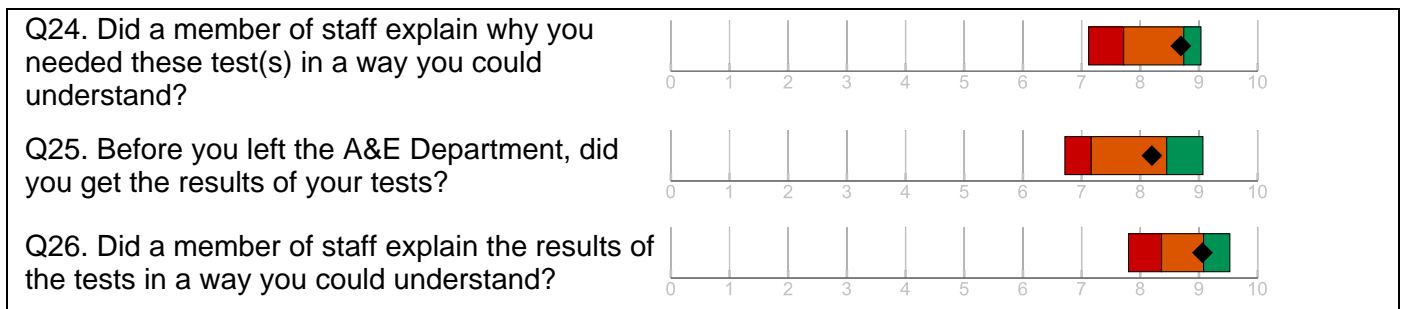 Q24. Did a member of staff explain why you
needed these test(s) in a way you could
understand?
0 1 2 3 4 5 6 7 8 9 10
Q25. Before you left the A&E Department, did
you get the results of your tests?
0 1 2 3 4 5 6 7 8 9 10
Q26. Did a member of staff explain the results of
the tests in a way you could understand?
0 1 2 3 4 5 6 7 8 9 10